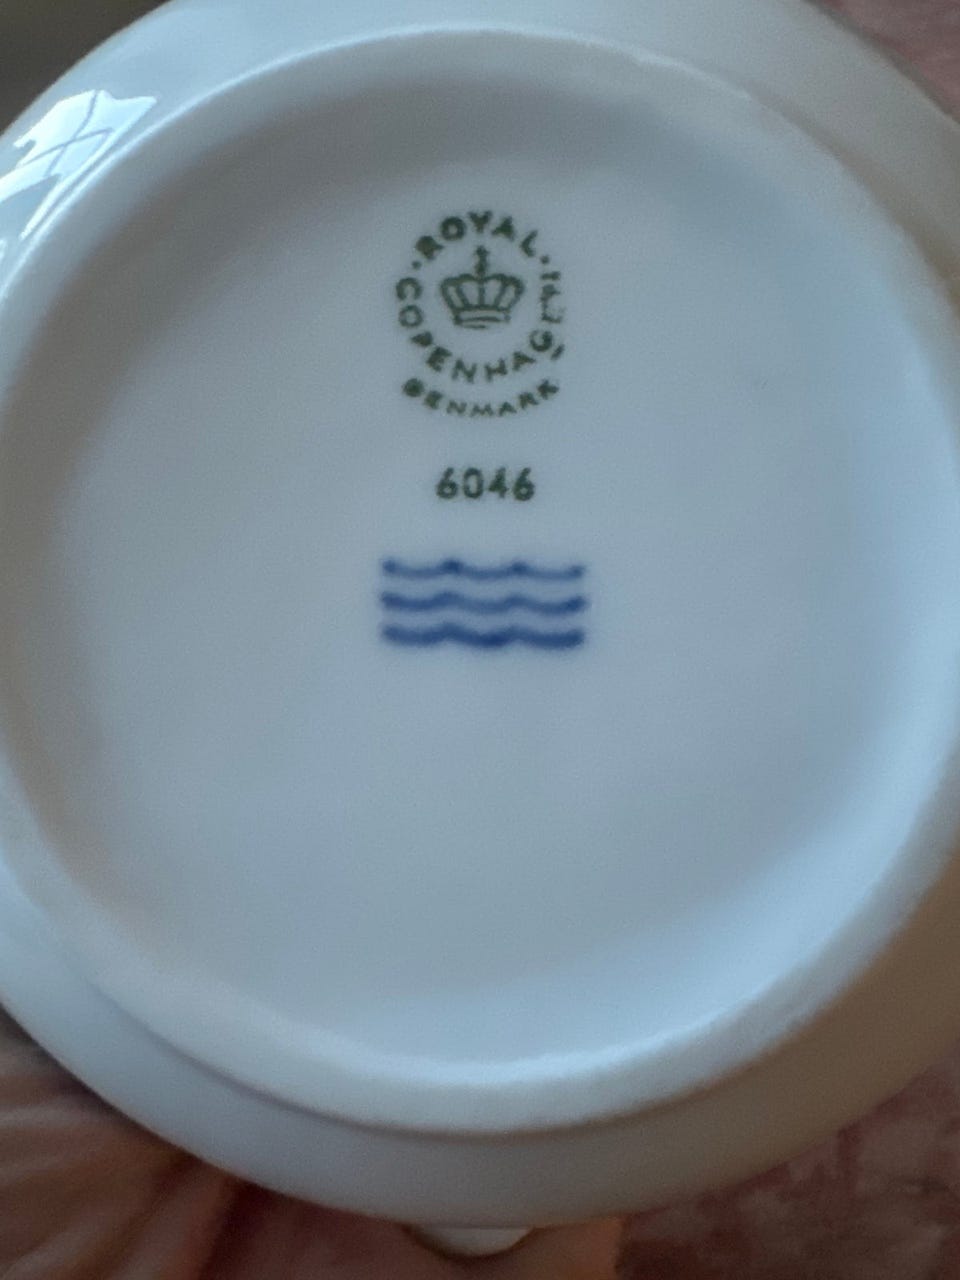 ROYAL
COPENHAGEN
DENMARK
6046